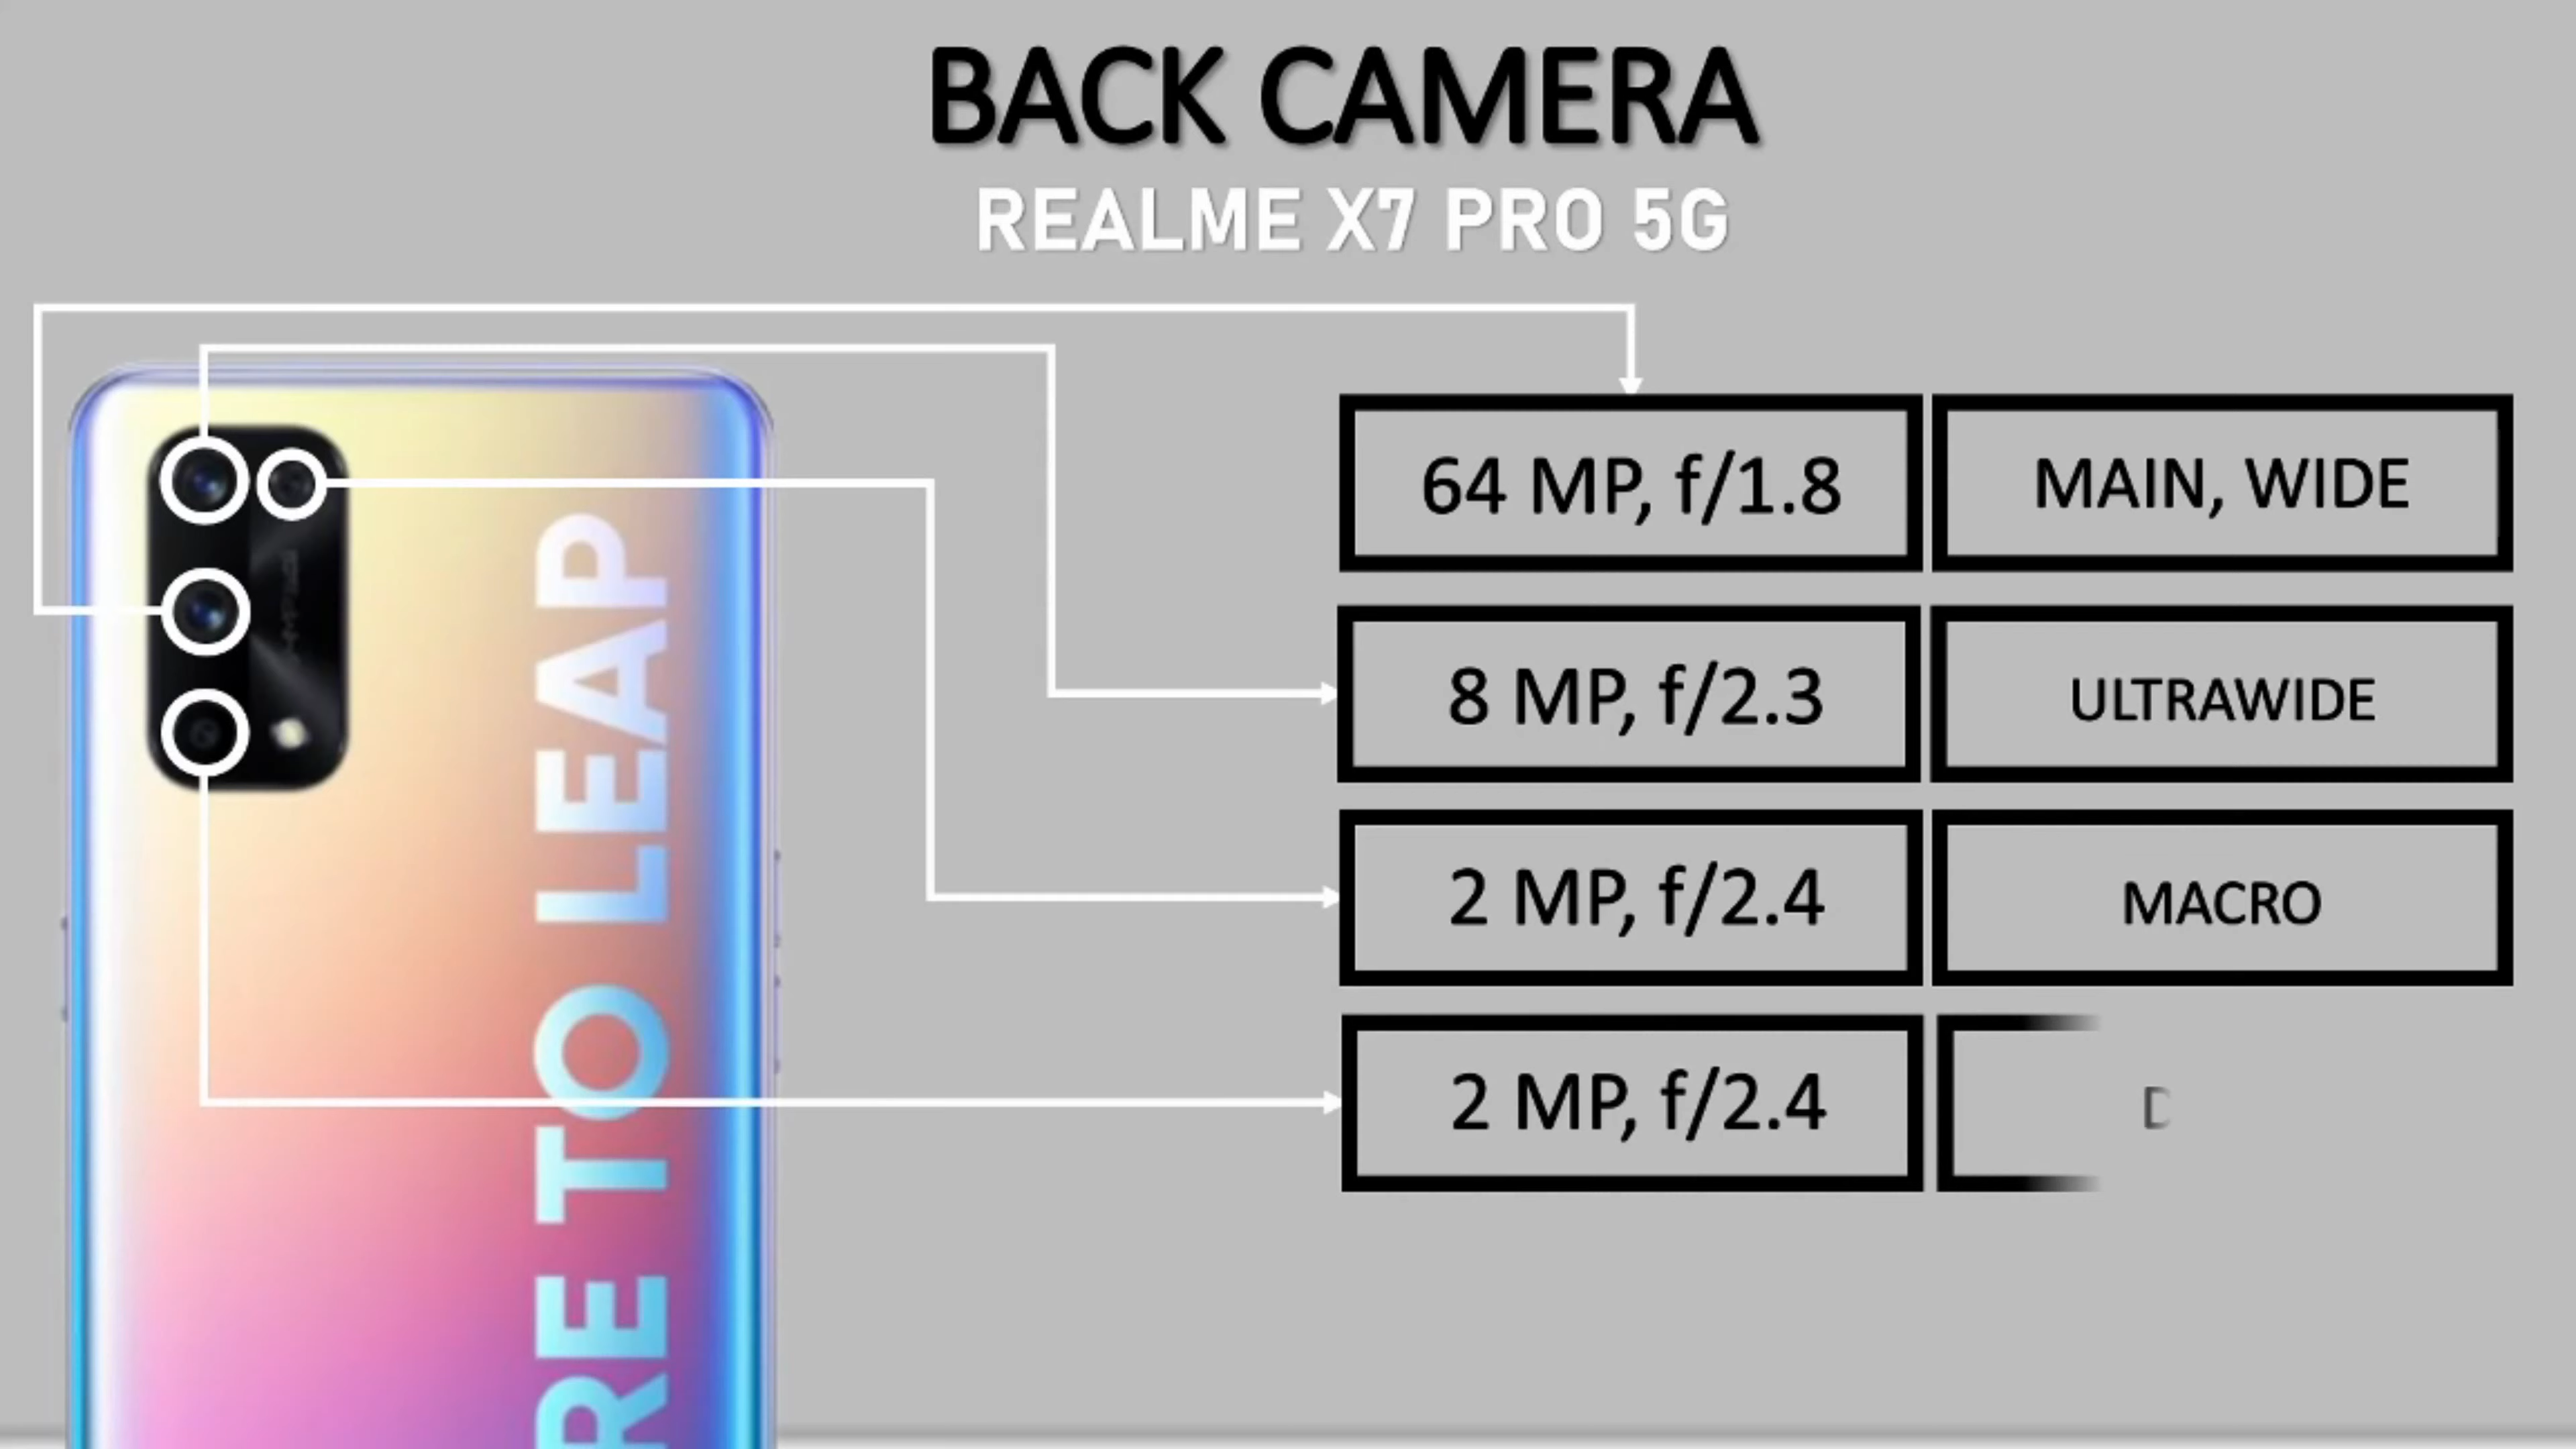 BACK CAMERA
REALME X7 PRO 5G
64 MP, f/1.8
MAIN, WIDE
8 MP, f/2.3
ULTRAWIDE
2 MP, f/2.4
MACRO
2 MP, f/2.4
D
RE TO LEAP